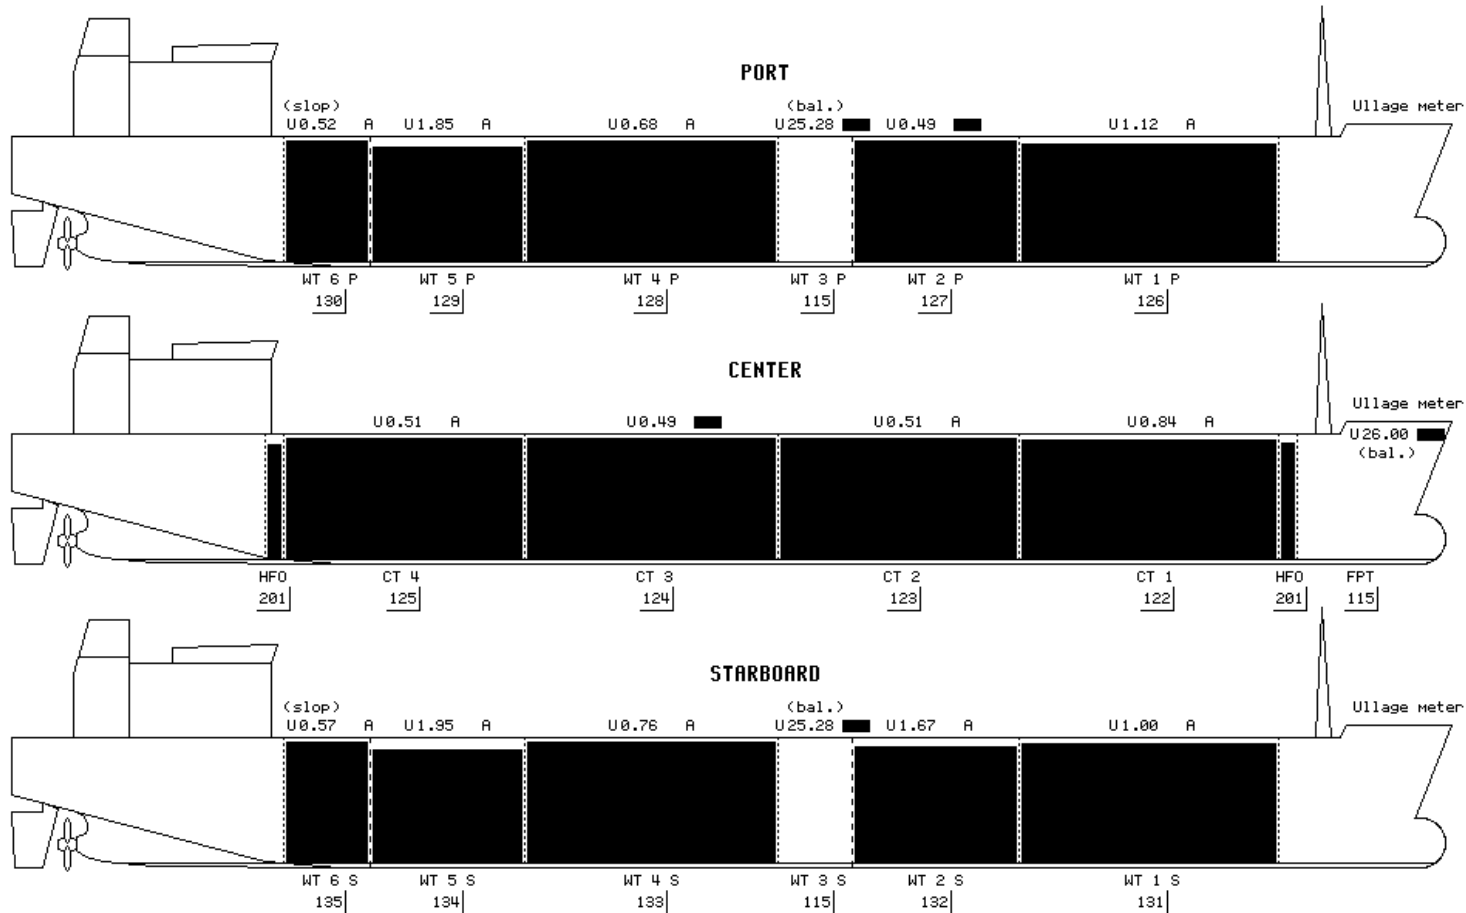 PORT
(slop) (bal.) Ullage meter
U0.52 A U1.85 A U0.68 A U25.28 U0.49 U1.12 A
WT 6 P WT 5 P WT 4 P WT 3 P WT 2 P WT 1 P
130 129 128 115 127 126
CENTER
Ullage meter
U0.51 A U0.49 U0.51 A U0.84 A U26.00
(bal.)
HFO CT 4 CT 3 CT 2 CT 1 HFO FPT
201 125 124 123 122 201 115
STARBOARD
(slop) (bal.) Ullage meter
U0.57 A U1.95 A U0.76 A U25.28 U1.67 A U1.00 A
WT 6 S WT 5 S WT 4 S WT 3 S WT 2 S WT 1 S
135 134 133 115 132 131